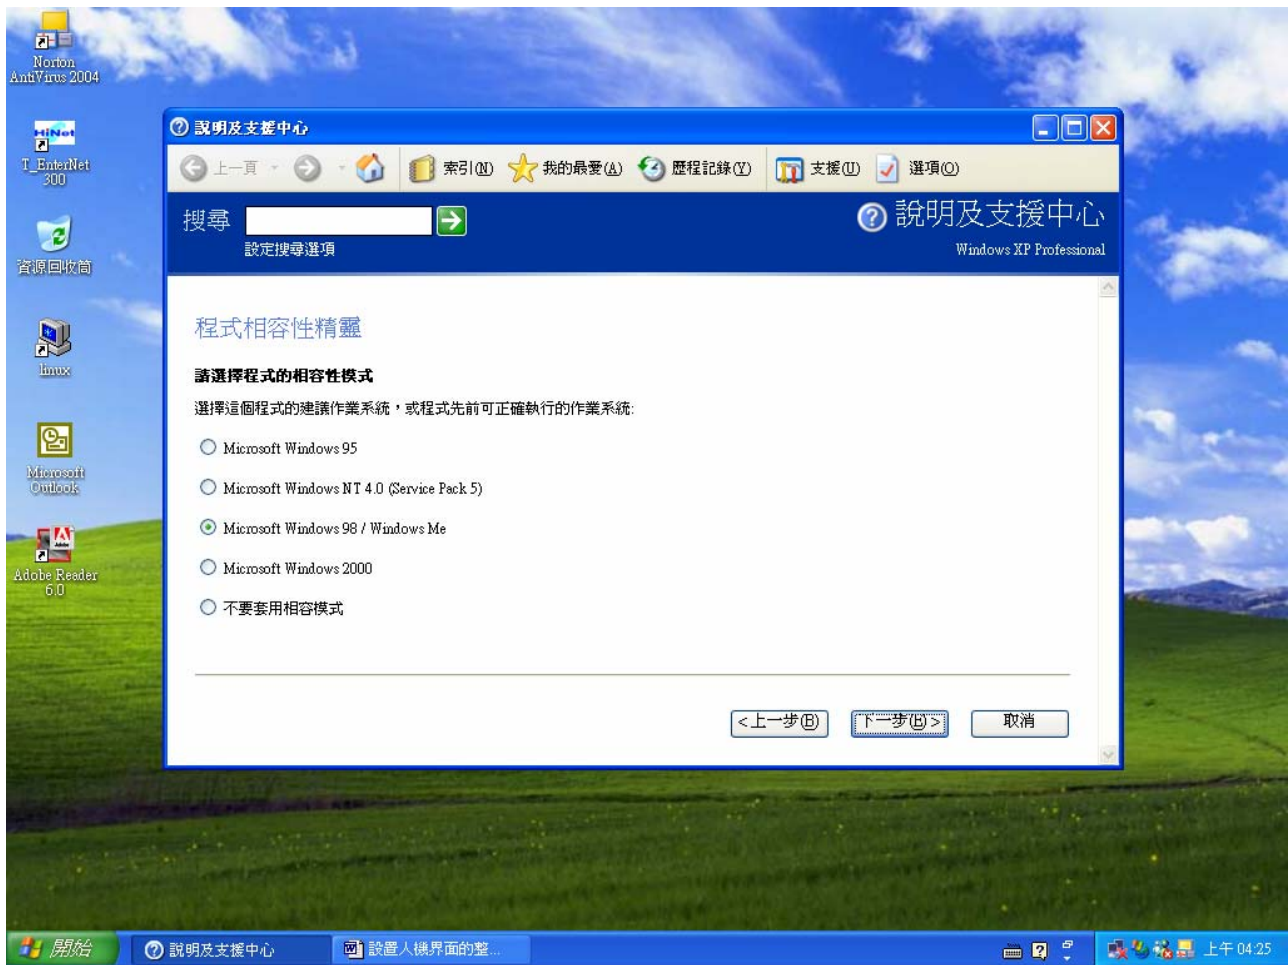 Norton
AntiVirus 2004
HiNet
T_EnterNet
300
資源回收筒
linux
Microsoft
Outlook
Adobe Reader
6.0
說明及支援中心
上一頁
索引(N)
我的最愛(A)
歷程記錄(Y)
支援(U)
選項(O)
搜尋
設定搜尋選項
說明及支援中心
Windows XP Professional
程式相容性精靈
請選擇程式的相容性模式
選擇這個程式的建議作業系統，或程式先前可正確執行的作業系統:
Microsoft Windows 95
Microsoft Windows NT 4.0 (Service Pack 5)
Microsoft Windows 98 / Windows Me
Microsoft Windows 2000
不要套用相容模式
<上一步(B)
下一步(E)>
取消
開始
說明及支援中心
設置人機界面的整...
上午 04:25